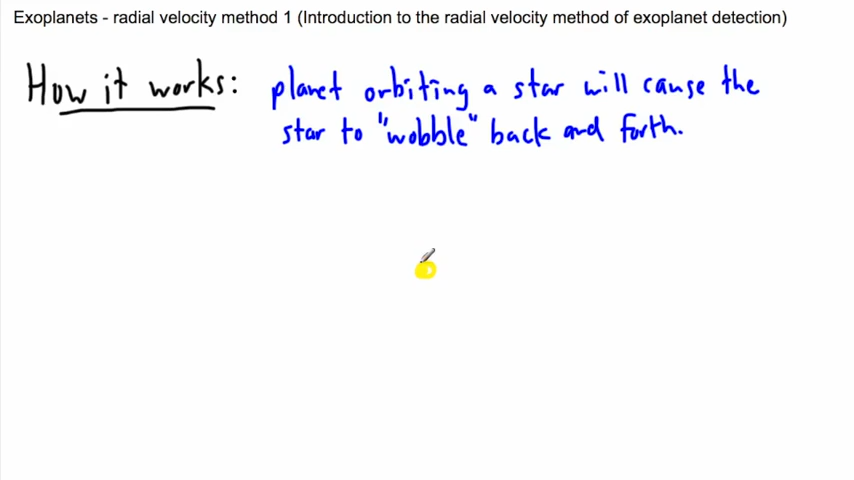 Exoplanets - radial velocity method 1 (Introduction to the radial velocity method of exoplanet detection)
How it works: planet orbiting a star will cause the
star to "wobble" back and forth.